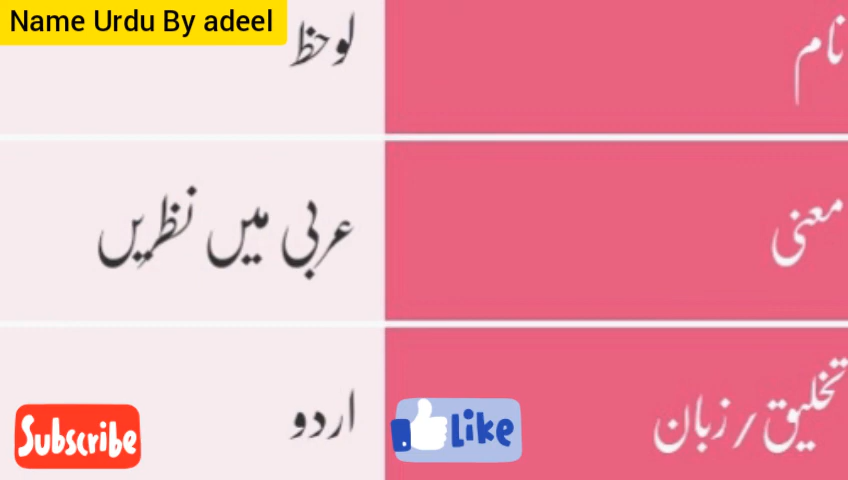 Name Urdu By adeel
نام
لوحظ
معنی
عربی میں نظریں
تخلیق / زبان
اردو
Subscribe
Like